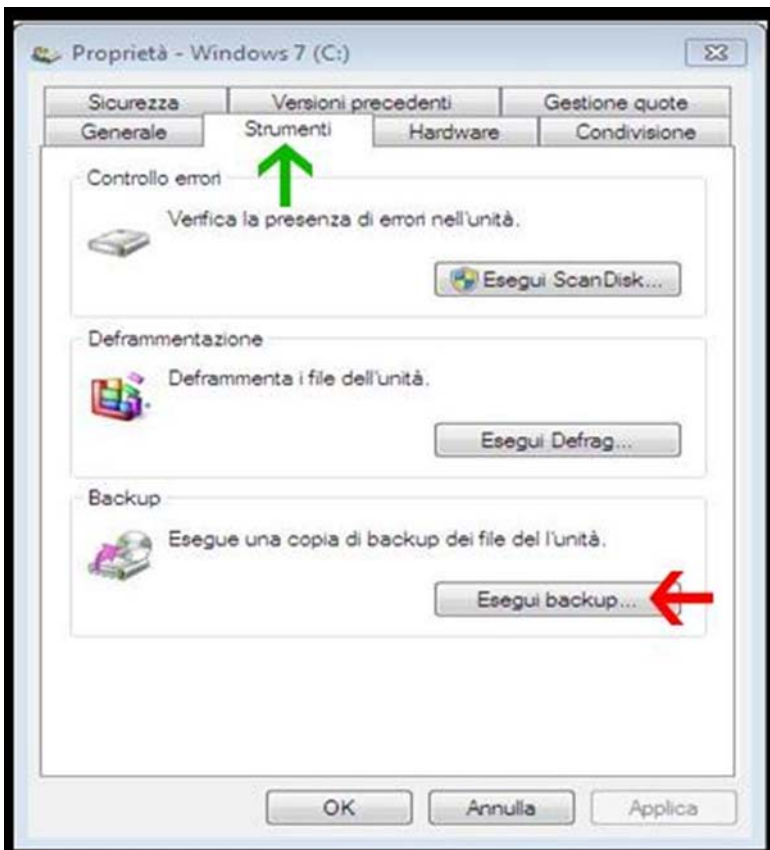 Proprietà - Windows 7 (C:)
Sicurezza Versioni precedenti Gestione quote
Generale Strumenti Hardware Condivisione
Controllo errori
Verifica la presenza di errori nell'unità.
Esegui ScanDisk...
Deframmentazione
Deframmenta i file dell'unità.
Esegui Defrag...
Backup
Esegue una copia di backup dei file del l'unità.
Esegui backup...
OK Annulla Applica